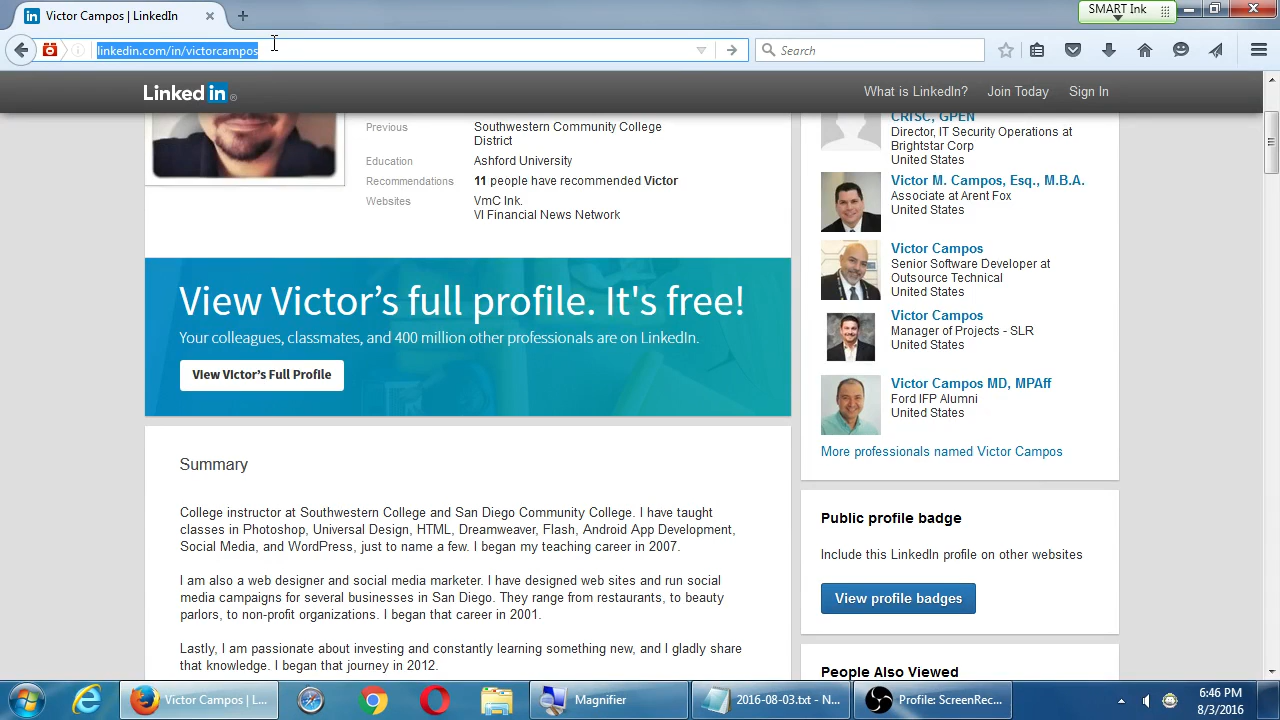 Victor Campos | LinkedIn
SMART Ink
linkedin.com/in/victorcampos
Search
Linked in
What is LinkedIn?
Join Today
Sign In
Previous
Southwestern Community College
District
Education
Ashford University
Recommendations
11 people have recommended Victor
Websites
VmC Ink.
VI Financial News Network
CRISC, GPEN
Director, IT Security Operations at
Brightstar Corp
United States
Victor M. Campos, Esq., M.B.A.
Associate at Arent Fox
United States
Victor Campos
Senior Software Developer at
Outsource Technical
United States
Victor Campos
Manager of Projects - SLR
United States
Victor Campos MD, MPAff
Ford IFP Alumni
United States
More professionals named Victor Campos
View Victor’s full profile. It's free!
Your colleagues, classmates, and 400 million other professionals are on LinkedIn.
View Victor’s Full Profile
Summary
College instructor at Southwestern College and San Diego Community College. I have taught
classes in Photoshop, Universal Design, HTML, Dreamweaver, Flash, Android App Development,
Social Media, and WordPress, just to name a few. I began my teaching career in 2007.
I am also a web designer and social media marketer. I have designed web sites and run social
media campaigns for several businesses in San Diego. They range from restaurants, to beauty
parlors, to non-profit organizations. I began that career in 2001.
Lastly, I am passionate about investing and constantly learning something new, and I gladly share
that knowledge. I began that journey in 2012.
Public profile badge
Include this LinkedIn profile on other websites
View profile badges
People Also Viewed
Victor Campos | L...
Magnifier
2016-08-03.txt - N...
Profile: ScreenRec...
6:46 PM
8/3/2016